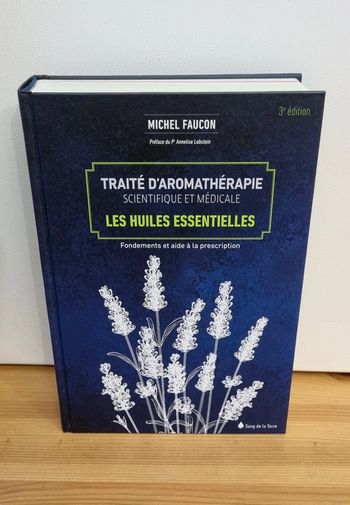 MICHEL FAUCON
3e édition
Préface du Pr Annelise Lobstein
TRAITÉ D'AROMATHÉRAPIE
SCIENTIFIQUE ET MÉDICALE
LES HUILES ESSENTIELLES
Fondements et aide à la prescription
Sang de la Terre